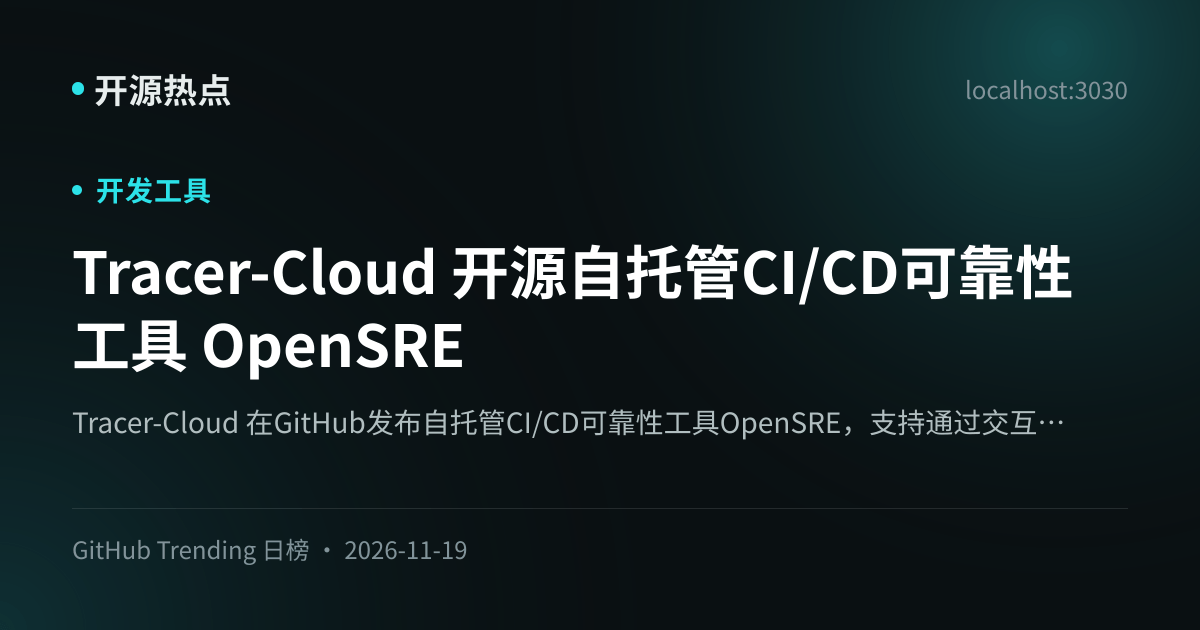 开源热点
localhost:3030
开发工具
Tracer-Cloud 开源自托管CI/CD可靠性
工具 OpenSRE
Tracer-Cloud 在GitHub发布自托管CI/CD可靠性工具OpenSRE，支持通过交互…
GitHub Trending 日榜 · 2026-11-19